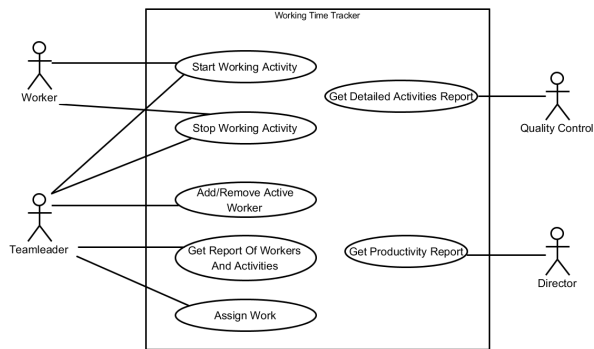 Working Time Tracker
Start Working Activity
Worker
Get Detailed Activities Report
Quality Control
Stop Working Activity
Add/Remove Active
Worker
Teamleader
Get Report Of Workers
And Activities
Get Productivity Report
Director
Assign Work